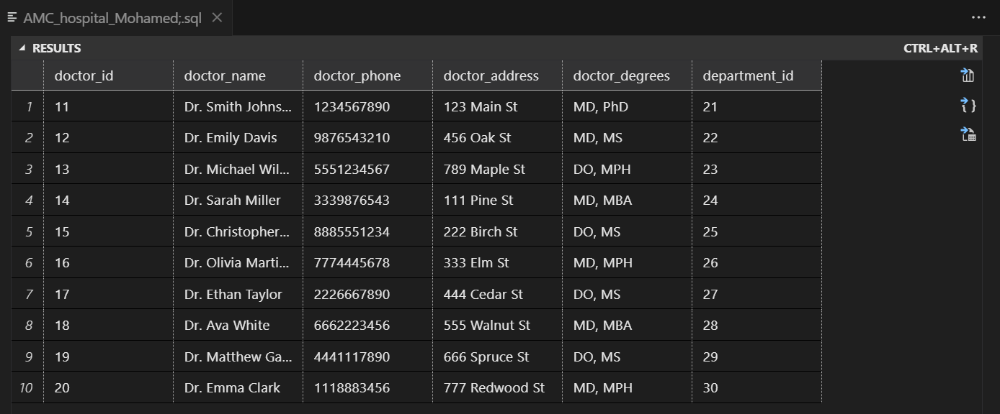 AMC_hospital_Mohamed;.sql
RESULTS CTRL+ALT+R
doctor_id doctor_name doctor_phone doctor_address doctor_degrees department_id
1 11 Dr. Smith Johns... 1234567890 123 Main St MD, PhD 21
2 12 Dr. Emily Davis 9876543210 456 Oak St MD, MS 22
3 13 Dr. Michael Wil... 5551234567 789 Maple St DO, MPH 23
4 14 Dr. Sarah Miller 3339876543 111 Pine St MD, MBA 24
5 15 Dr. Christopher... 8885551234 222 Birch St DO, MS 25
6 16 Dr. Olivia Marti... 7774445678 333 Elm St MD, MPH 26
7 17 Dr. Ethan Taylor 2226667890 444 Cedar St DO, MS 27
8 18 Dr. Ava White 6662223456 555 Walnut St MD, MBA 28
9 19 Dr. Matthew Ga... 4441117890 666 Spruce St DO, MS 29
10 20 Dr. Emma Clark 1118883456 777 Redwood St MD, MPH 30